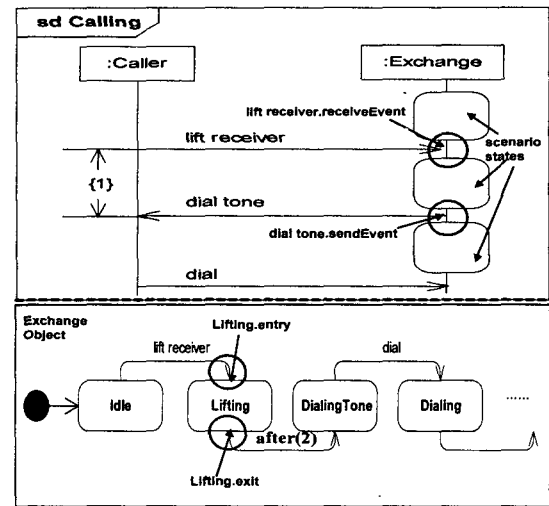 sd Calling
:Caller
:Exchange
lift receiver.receiveEvent
lift receiver
scenario
states
{1}
dial tone
dial tone.sendEvent
dial
Exchange
Object
Lifting.entry
lift receiver
dial
Idle
Lifting
DialingTone
Dialing
......
after(2)
Lifting.exit